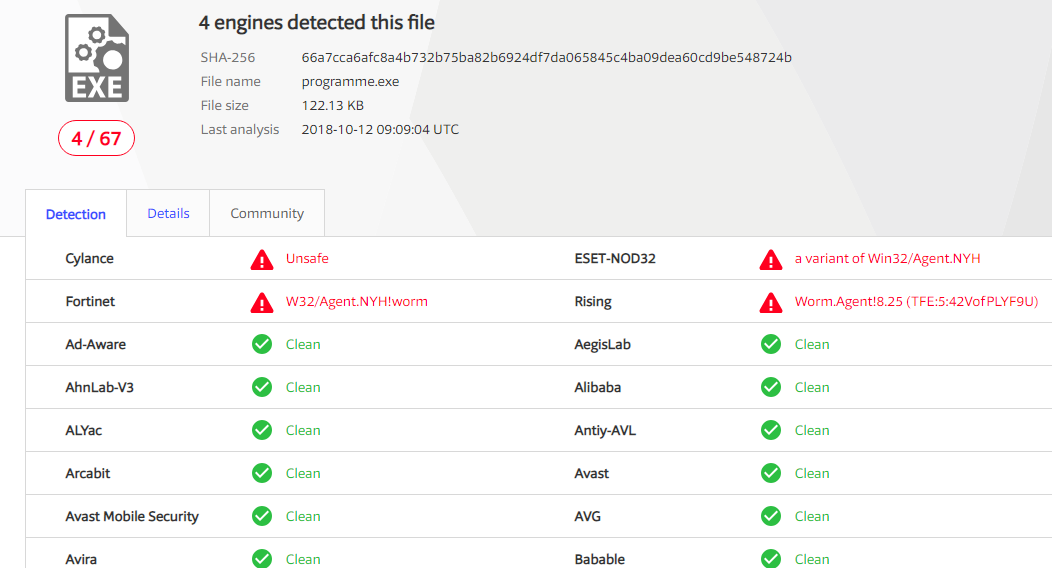 4 engines detected this file
SHA-256 66a7cca6afc8a4b732b75ba82b6924df7da065845c4ba09dea60cd9be548724b
File name programme.exe
EXE
File size 122.13 KB
Last analysis 2018-10-12 09:09:04 UTC
4 / 67
Detection Details Community
Cylance Unsafe ESET-NOD32 a variant of Win32/Agent.NYH
Fortinet W32/Agent.NYH!worm Rising Worm.Agent!8.25 (TFE:5:42VofPLYF9U)
Ad-Aware Clean AegisLab Clean
AhnLab-V3 Clean Alibaba Clean
ALYac Clean Antiy-AVL Clean
Arcabit Clean Avast Clean
Avast Mobile Security Clean AVG Clean
Avira Clean Babable Clean